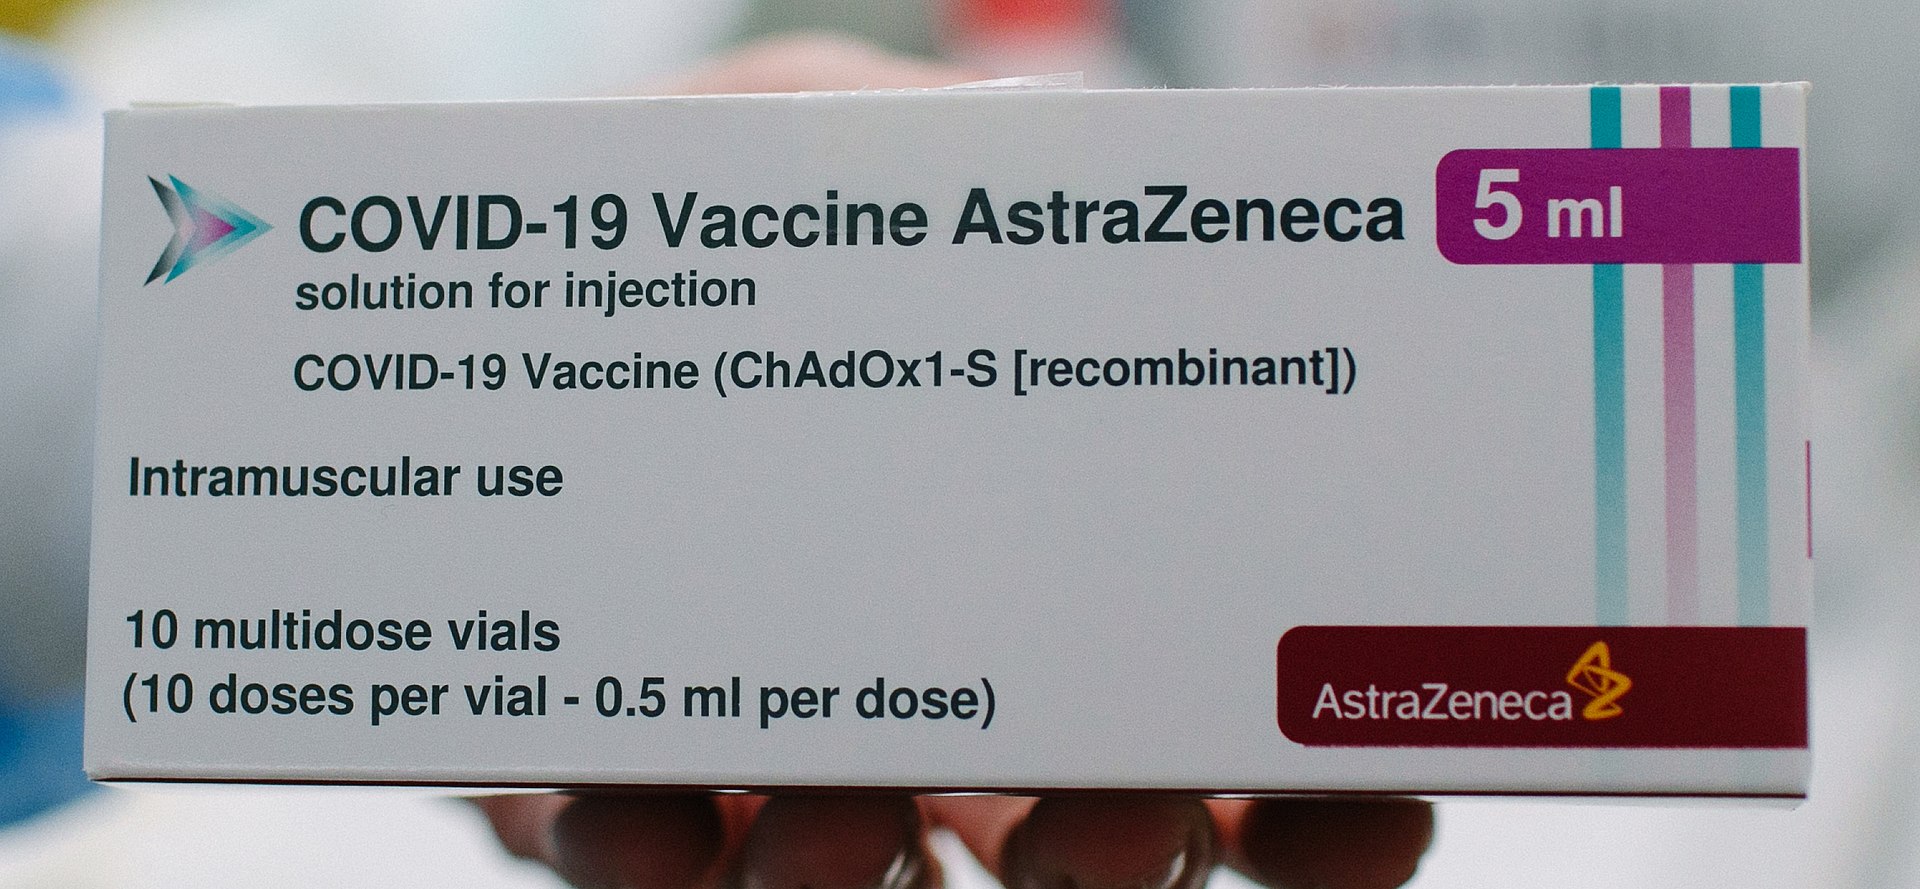 COVID-19 Vaccine AstraZeneca
5 ml
solution for injection
COVID-19 Vaccine (ChAdOx1-S [recombinant])
Intramuscular use
10 multidose vials
(10 doses per vial - 0.5 ml per dose)
AstraZeneca